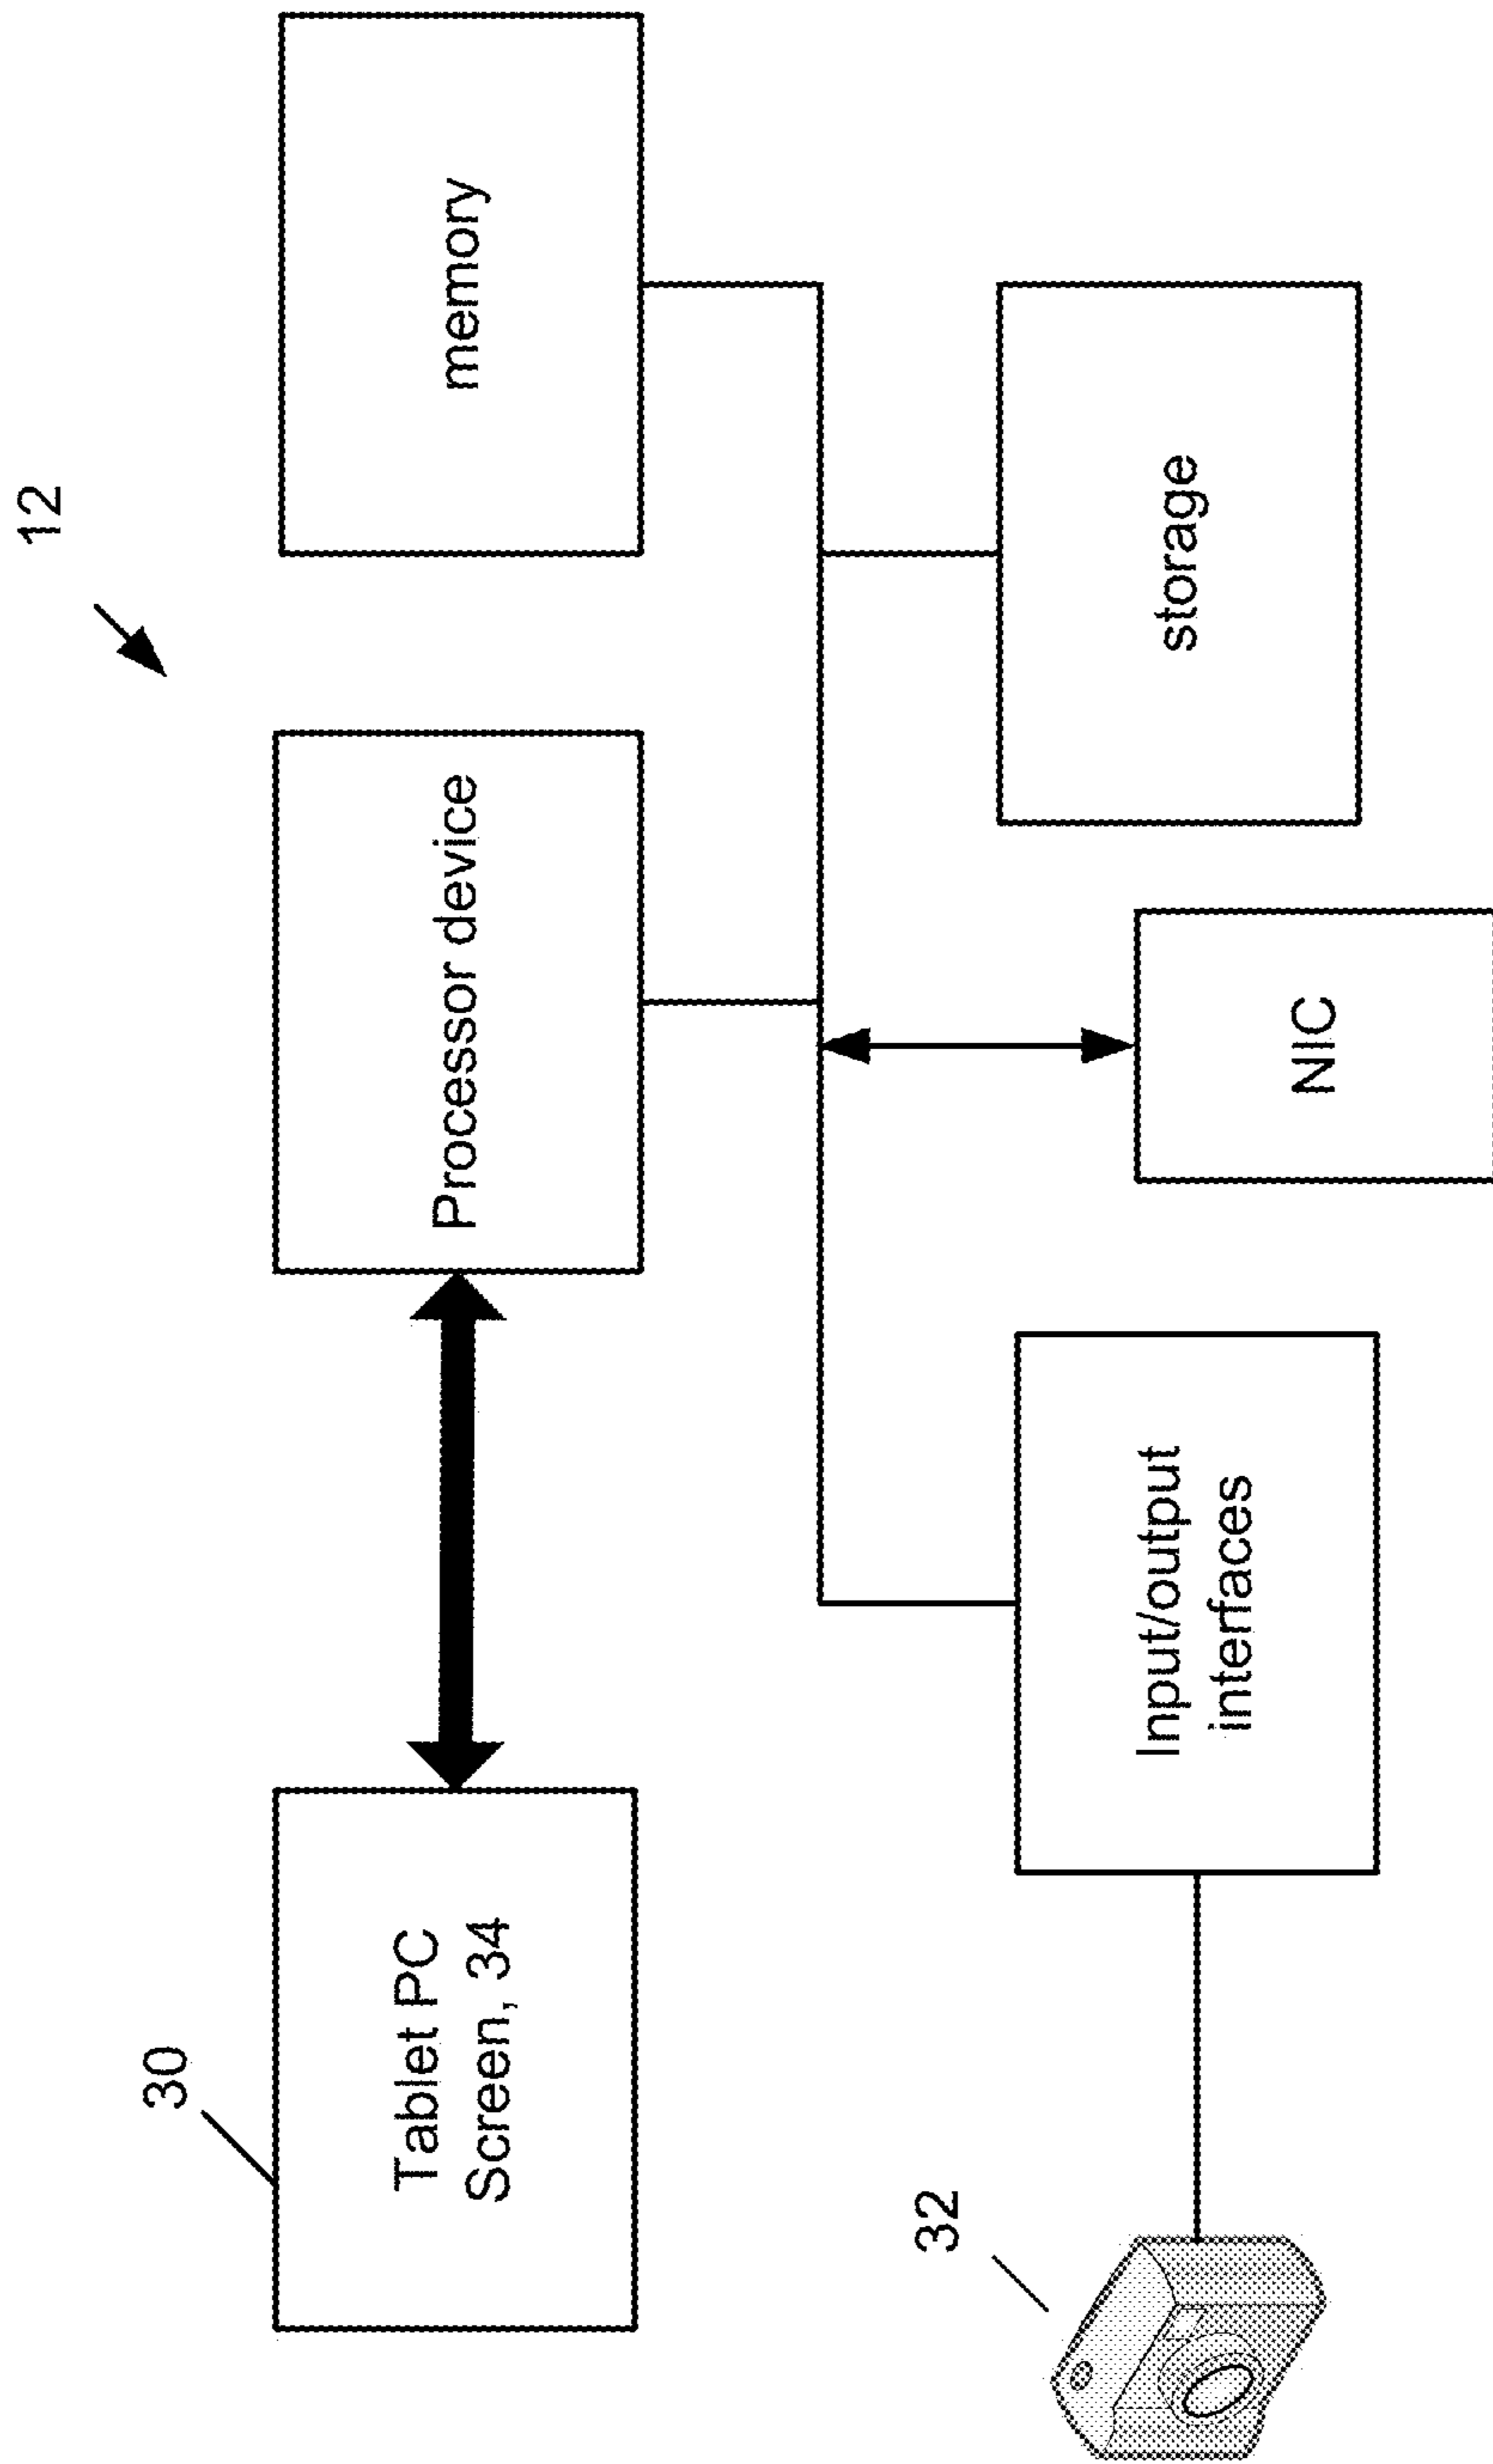 12
30
Tablet PC
Screen, 34
Processor device
memory
32
Input/output
interfaces
NIC
storage